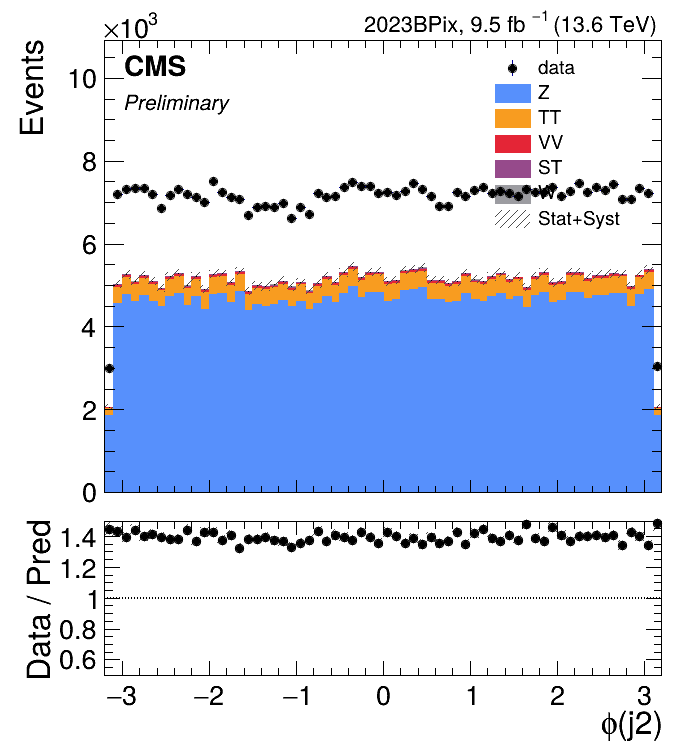 ×10³
2023BPix, 9.5 fb⁻¹ (13.6 TeV)
Events
CMS
Preliminary
data
Z
TT
VV
ST
W
Stat+Syst
10
8
6
4
2
0
Data / Pred
1.4
1.2
1
0.8
0.6
−3 −2 −1 0 1 2 3
ϕ(j2)